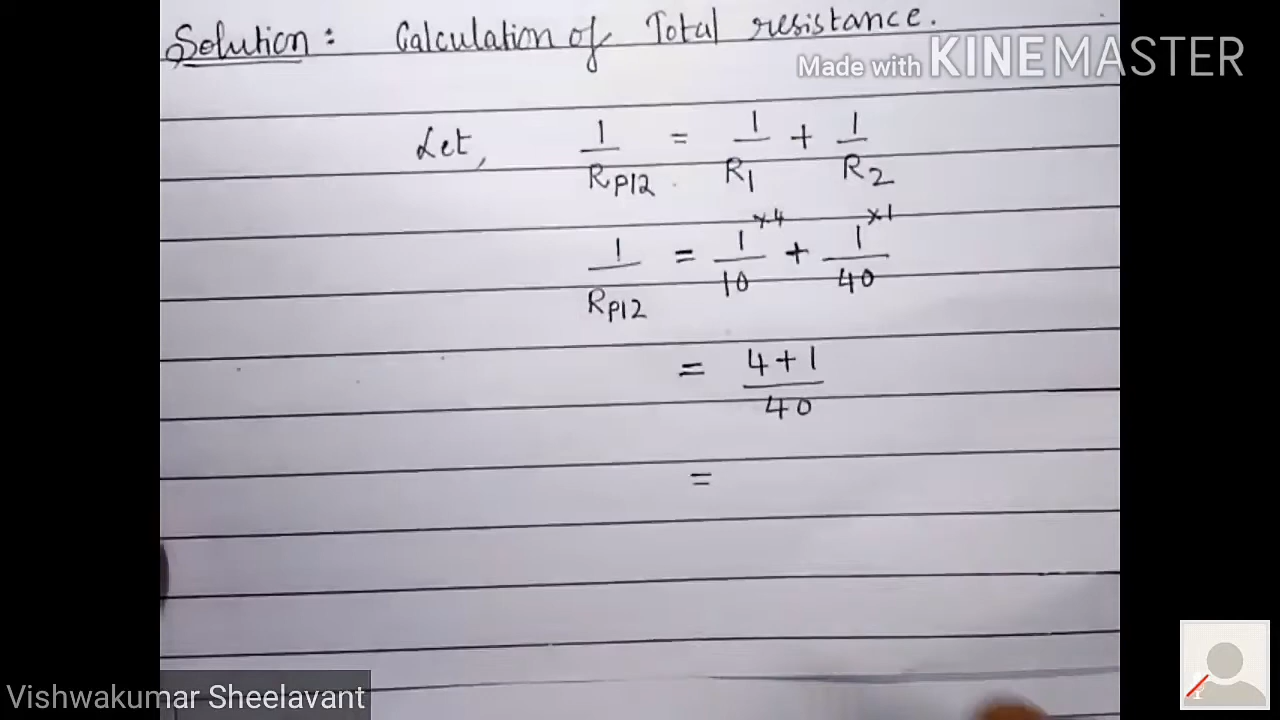 Solution: Calculation of Total resistance.
Made with KINEMASTER
Let, 1/R_P12 = 1/R_1 + 1/R_2
1/R_P12 = 1/10 ×4 + 1/40 ×1
= 4+1/40
=
Vishwakumar Sheelavant